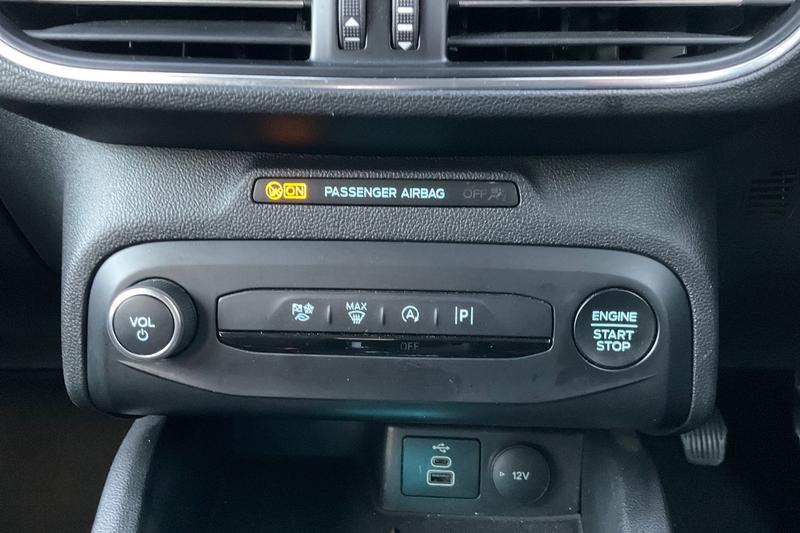 ON PASSENGER AIRBAG OFF
VOL
MAX
A
P
OFF
ENGINE
START
STOP
12V